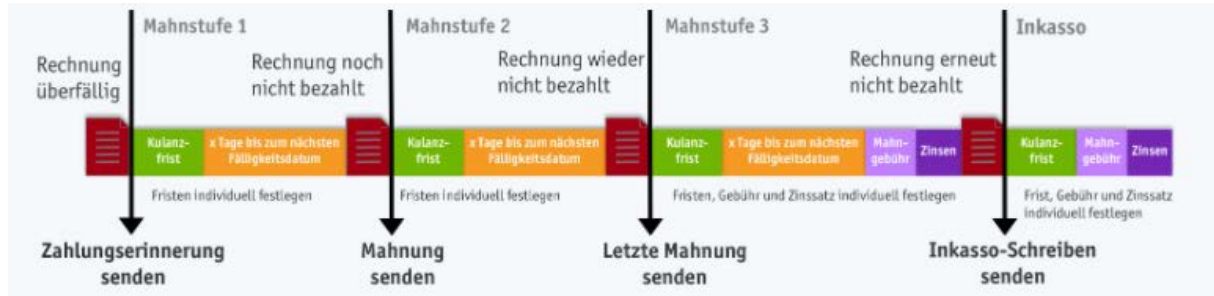 Mahnstufe 1
Rechnung
überfällig
Kulanz-
frist
x Tage bis zum nächsten
Fälligkeitsdatum
Fristen individuell festlegen
Zahlungserinnerung
senden
Mahnstufe 2
Rechnung noch
nicht bezahlt
Kulanz-
frist
x Tage bis zum nächsten
Fälligkeitsdatum
Fristen individuell festlegen
Mahnung
senden
Mahnstufe 3
Rechnung wieder
nicht bezahlt
Kulanz-
frist
x Tage bis zum nächsten
Fälligkeitsdatum
Mahn-
gebühr
Zinsen
Fristen, Gebühr und Zinssatz individuell festlegen
Letzte Mahnung
senden
Inkasso
Rechnung erneut
nicht bezahlt
Kulanz-
frist
Mahn-
gebühr
Zinsen
Frist, Gebühr und Zinssatz
individuell festlegen
Inkasso-Schreiben
senden